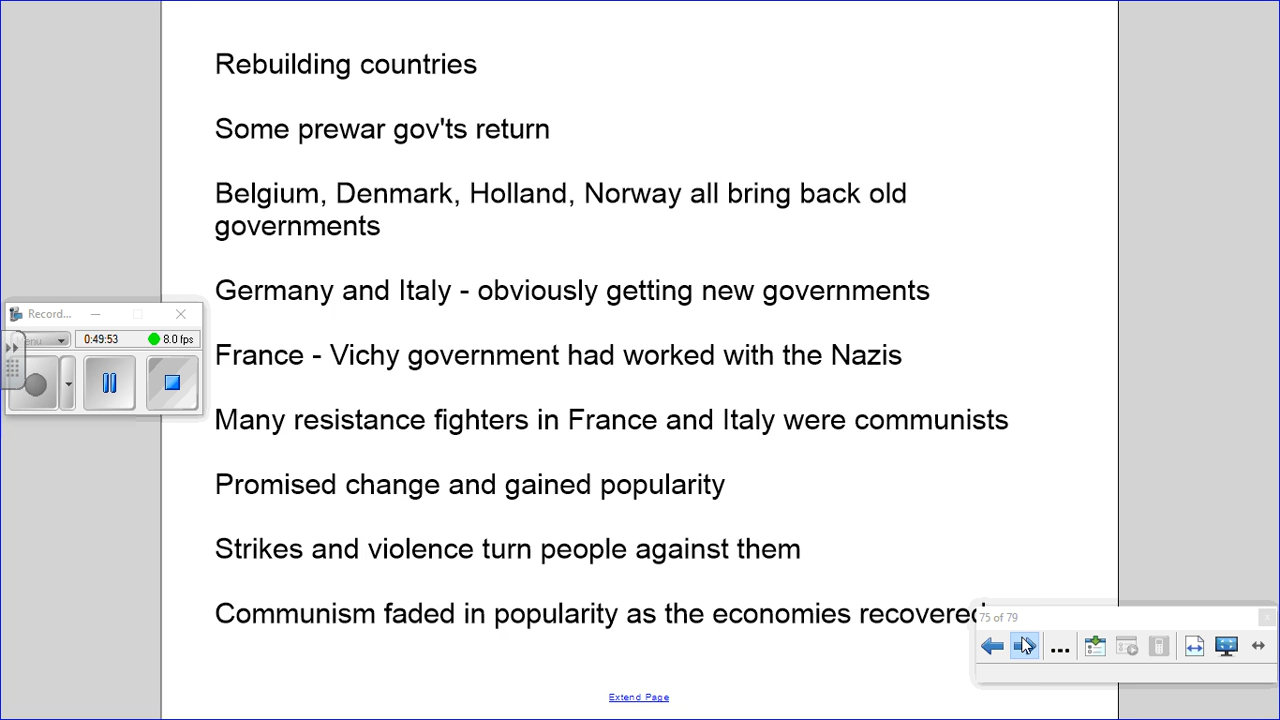 Rebuilding countries
Some prewar gov'ts return
Belgium, Denmark, Holland, Norway all bring back old
governments
Germany and Italy - obviously getting new governments
Record...
0:49:53
8.0 fps
France - Vichy government had worked with the Nazis
Many resistance fighters in France and Italy were communists
Promised change and gained popularity
Strikes and violence turn people against them
Communism faded in popularity as the economies recovered
75 of 79
Extend Page